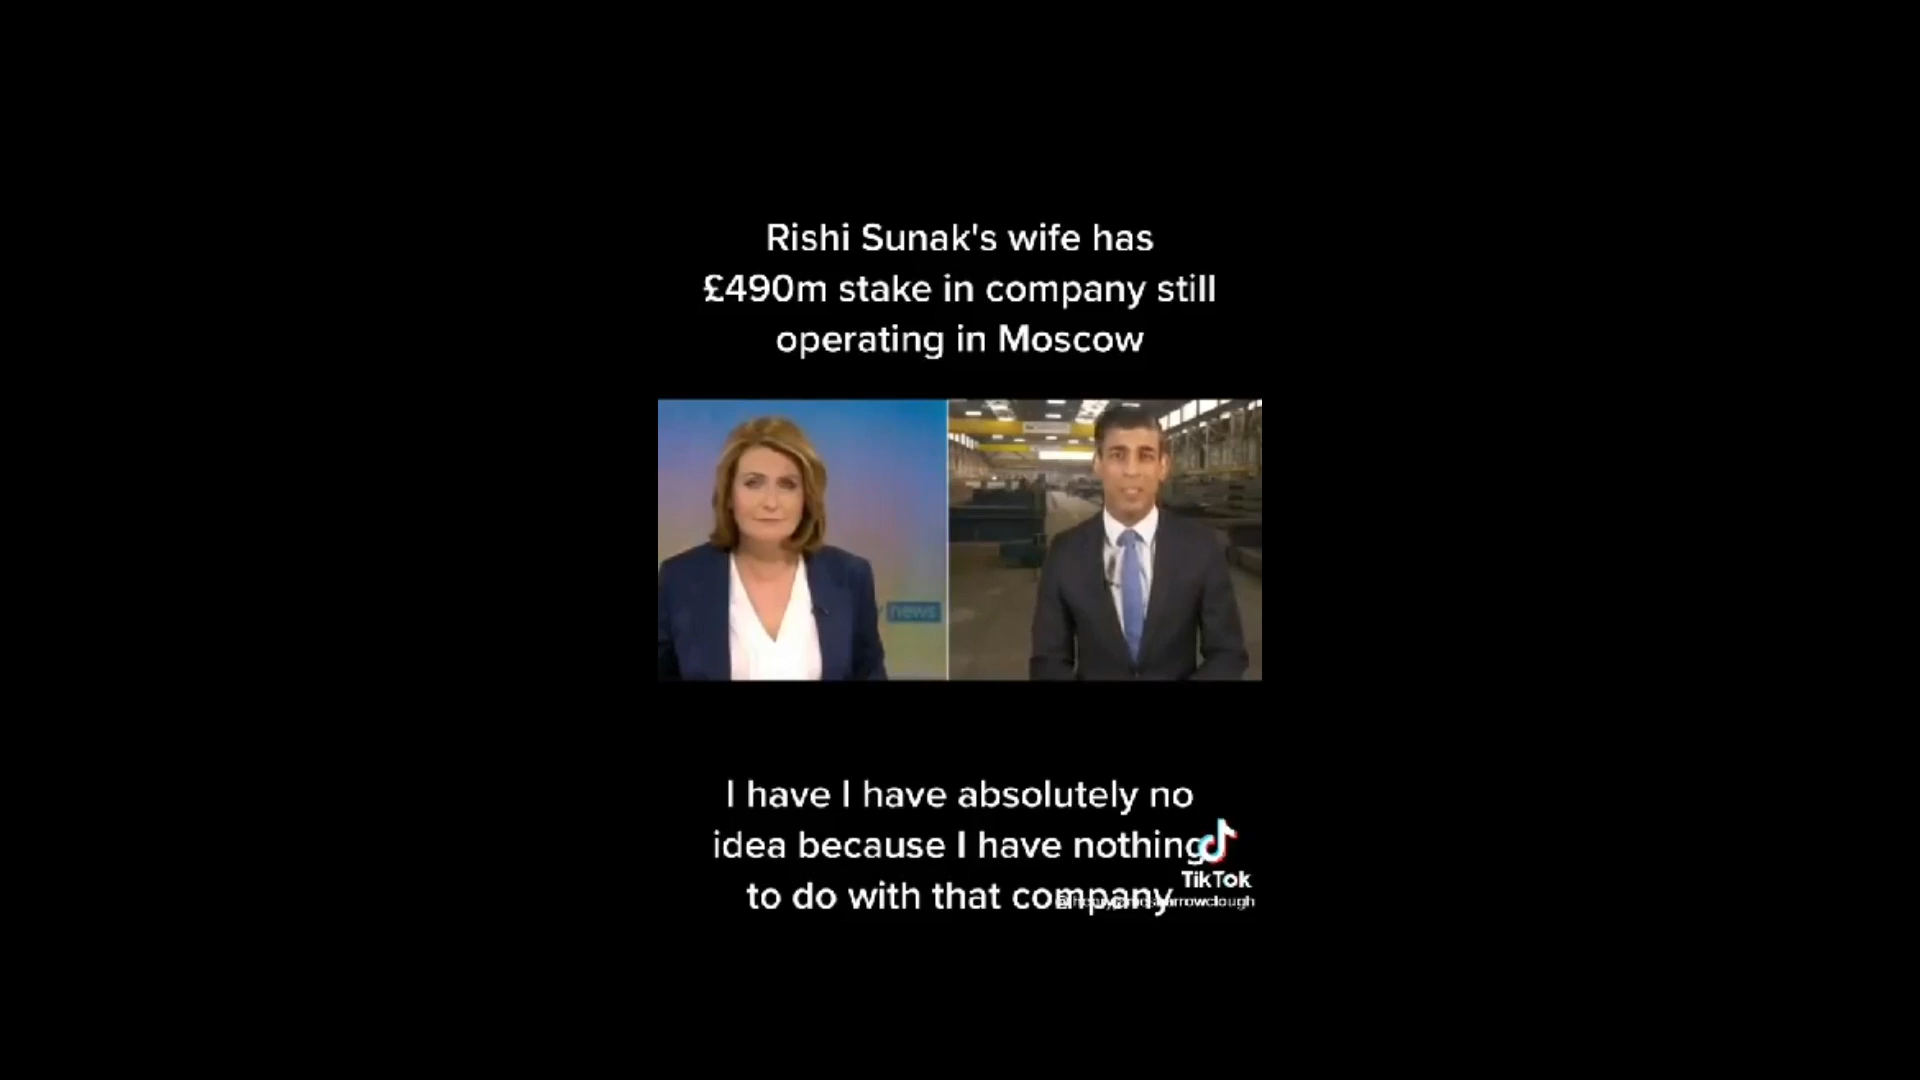 Rishi Sunak's wife has
£490m stake in company still
operating in Moscow
news
I have I have absolutely no
idea because I have nothing
to do with that company
TikTok